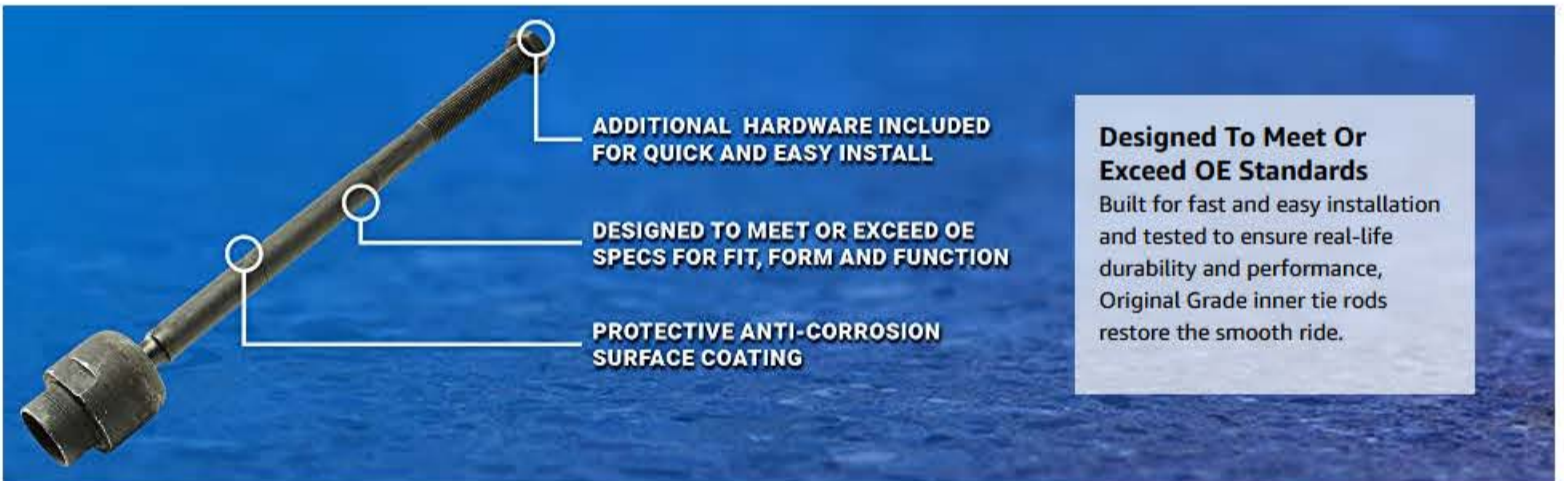 ADDITIONAL HARDWARE INCLUDED
FOR QUICK AND EASY INSTALL
DESIGNED TO MEET OR EXCEED OE
SPECS FOR FIT, FORM AND FUNCTION
PROTECTIVE ANTI-CORROSION
SURFACE COATING
Designed To Meet Or
Exceed OE Standards
Built for fast and easy installation
and tested to ensure real-life
durability and performance,
Original Grade inner tie rods
restore the smooth ride.